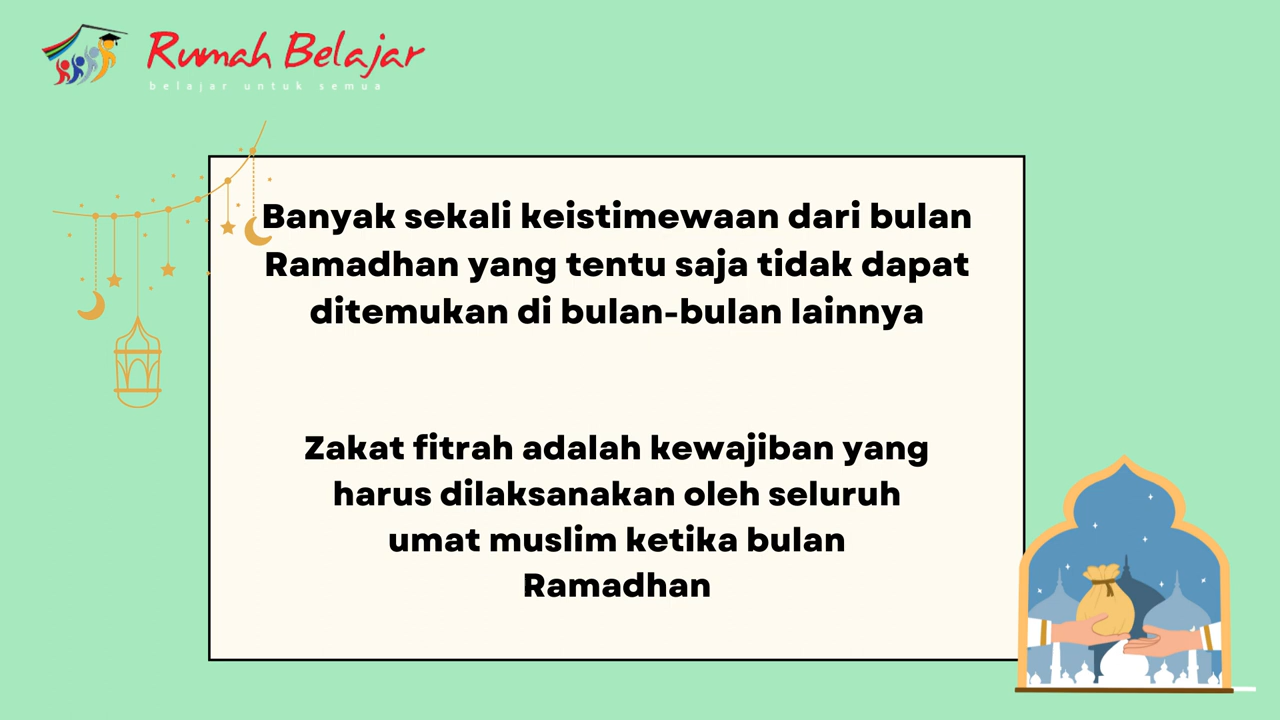 Rumah Belajar
belajar untuk semua
Banyak sekali keistimewaan dari bulan
Ramadhan yang tentu saja tidak dapat
ditemukan di bulan-bulan lainnya
Zakat fitrah adalah kewajiban yang
harus dilaksanakan oleh seluruh
umat muslim ketika bulan
Ramadhan